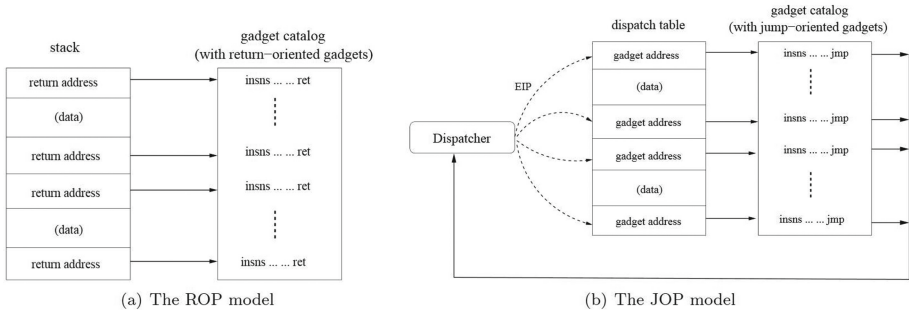 stack
gadget catalog
(with return-oriented gadgets)
return address
insns ... ... ret
(data)
return address
insns ... ... ret
return address
insns ... ... ret
(data)
return address
insns ... ... ret
(a) The ROP model
dispatch table
gadget catalog
(with jump-oriented gadgets)
gadget address
insns ... ... jmp
EIP
(data)
Dispatcher
gadget address
insns ... ... jmp
gadget address
insns ... ... jmp
(data)
gadget address
insns ... ... jmp
(b) The JOP model